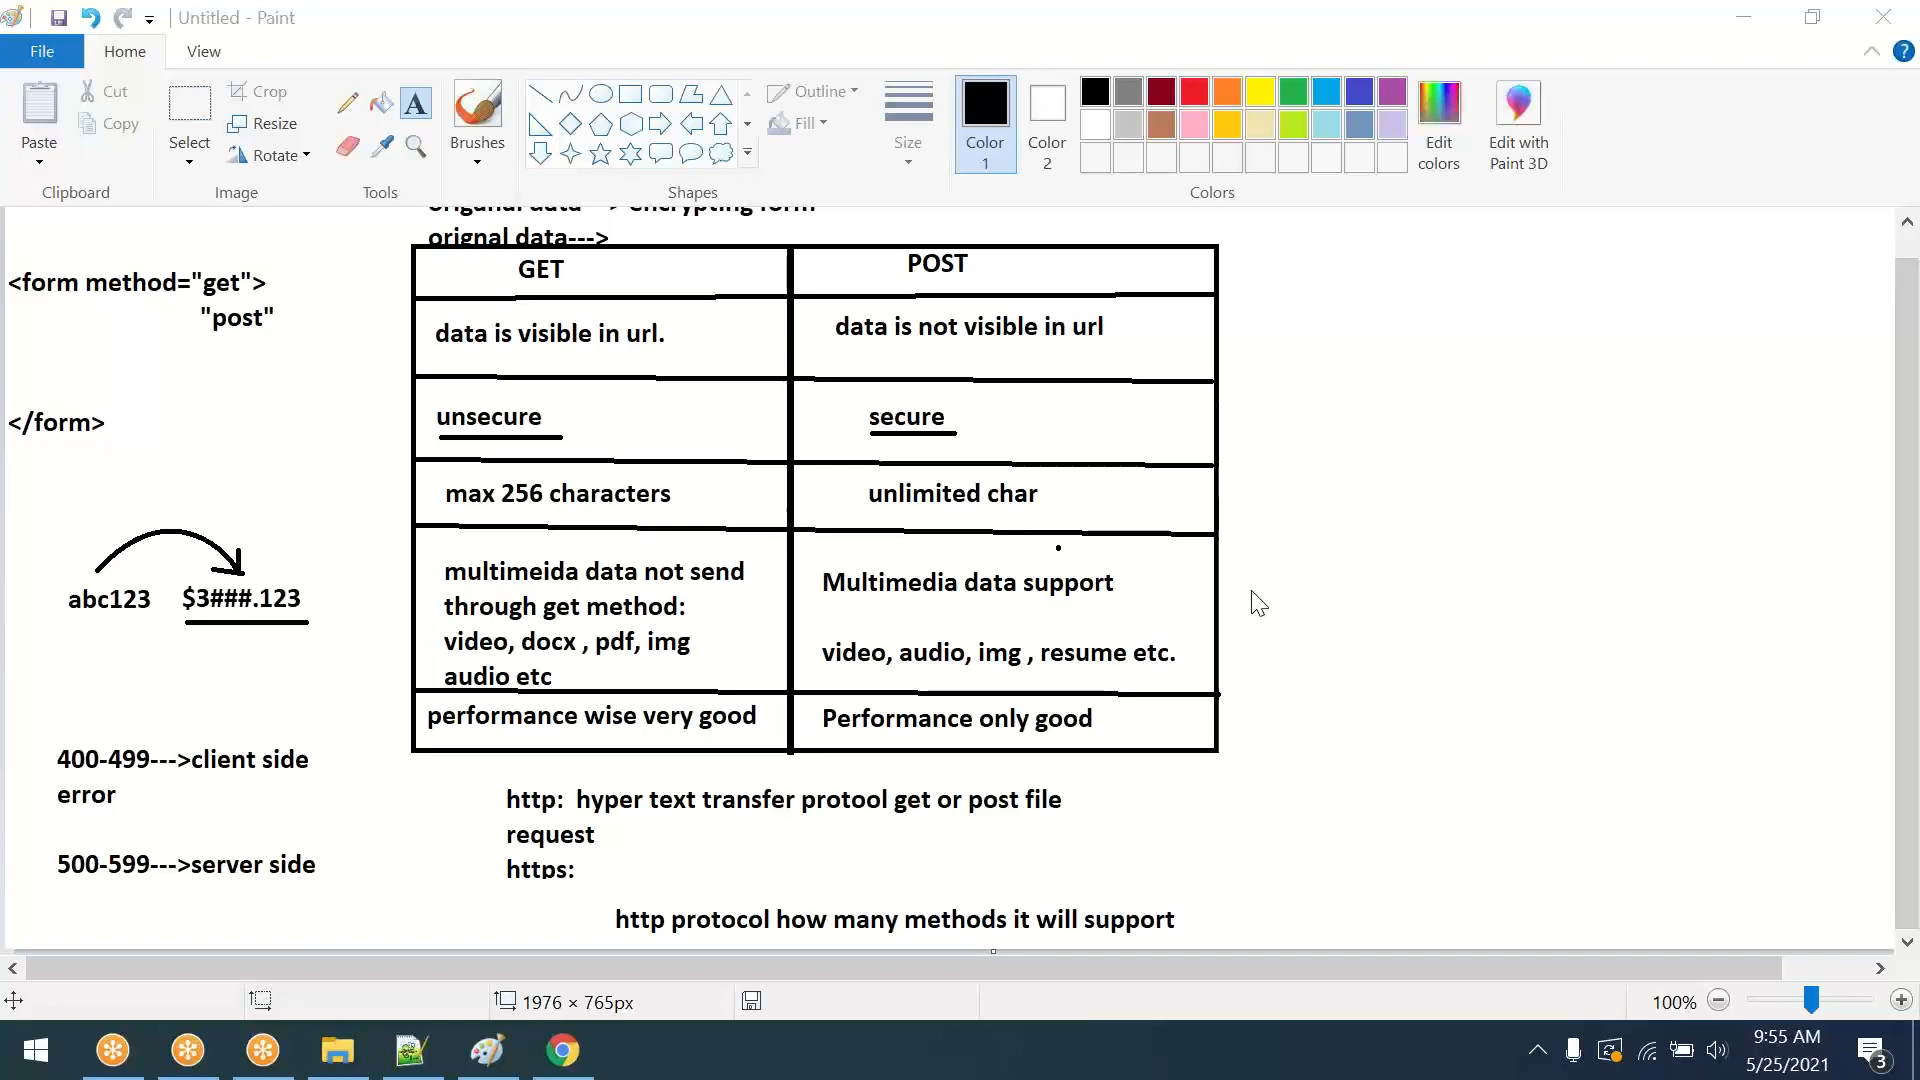 Untitled - Paint
File
Home
View
Paste
Cut
Copy
Clipboard
Select
Crop
Resize
Rotate
Image
A
Tools
Brushes
Shapes
Outline
Fill
Size
Color
1
Color
2
Edit
colors
Edit with
Paint 3D
Colors
orignal data---> 
<form method="get">
"post"
</form>
abc123 $3###.123
400-499--->client side
error
500-599--->server side
GET POST
data is visible in url. data is not visible in url
unsecure secure
max 256 characters unlimited char
multimeida data not send
through get method:
video, docx , pdf, img
audio etc
Multimedia data support
video, audio, img , resume etc.
performance wise very good Performance only good
http: hyper text transfer protool get or post file
request
https:
http protocol how many methods it will support
1976 × 765px
100%
9:55 AM
5/25/2021
3